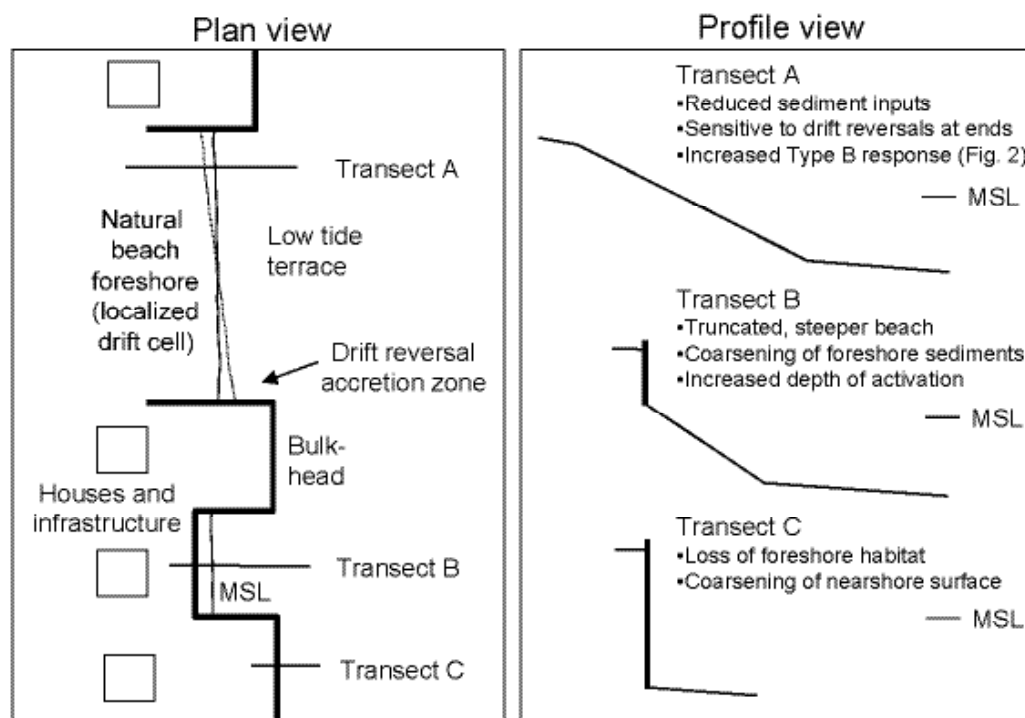 Plan view
Transect A
Natural
beach
foreshore
(localized
drift cell)
Low tide
terrace
Drift reversal
accretion zone
Bulk-
head
Houses and
infrastructure
Transect B
MSL
Transect C
Profile view
Transect A
▪Reduced sediment inputs
▪Sensitive to drift reversals at ends
▪Increased Type B response (Fig. 2)
MSL
Transect B
▪Truncated, steeper beach
▪Coarsening of foreshore sediments
▪Increased depth of activation
MSL
Transect C
▪Loss of foreshore habitat
▪Coarsening of nearshore surface
MSL